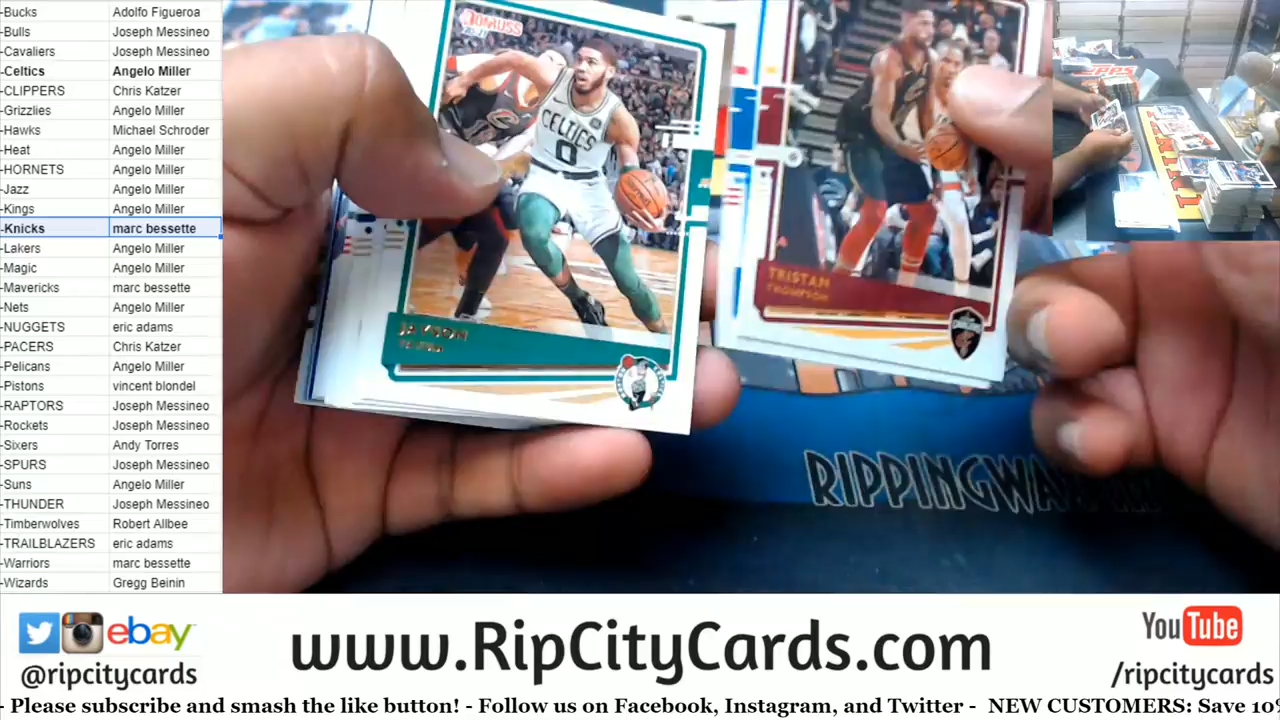 -Bucks Adolfo Figueroa
-Bulls Joseph Messineo
-Cavaliers Joseph Messineo
-Celtics Angelo Miller
-CLIPPERS Chris Katzer
-Grizzlies Angelo Miller
-Hawks Michael Schroder
-Heat Angelo Miller
-HORNETS Angelo Miller
-Jazz Angelo Miller
-Kings Angelo Miller
-Knicks marc bessette
-Lakers Angelo Miller
-Magic Angelo Miller
-Mavericks marc bessette
-Nets Angelo Miller
-NUGGETS eric adams
-PACERS Chris Katzer
-Pelicans Angelo Miller
-Pistons vincent blondel
-RAPTORS Joseph Messineo
-Rockets Joseph Messineo
-Sixers Andy Torres
-SPURS Joseph Messineo
-Suns Angelo Miller
-THUNDER Joseph Messineo
-Timberwolves Robert Allbee
-TRAILBLAZERS eric adams
-Warriors marc bessette
-Wizards Gregg Beinin
DONRUSS
CELTICS
0
JAYSON
TATUM
TRISTAN
THOMPSON
RIPPINGWA
ebay
@ripcitycards
www.RipCityCards.com
YouTube
/ripcitycards
- Please subscribe and smash the like button! - Follow us on Facebook, Instagram, and Twitter - NEW CUSTOMERS: Save 10%